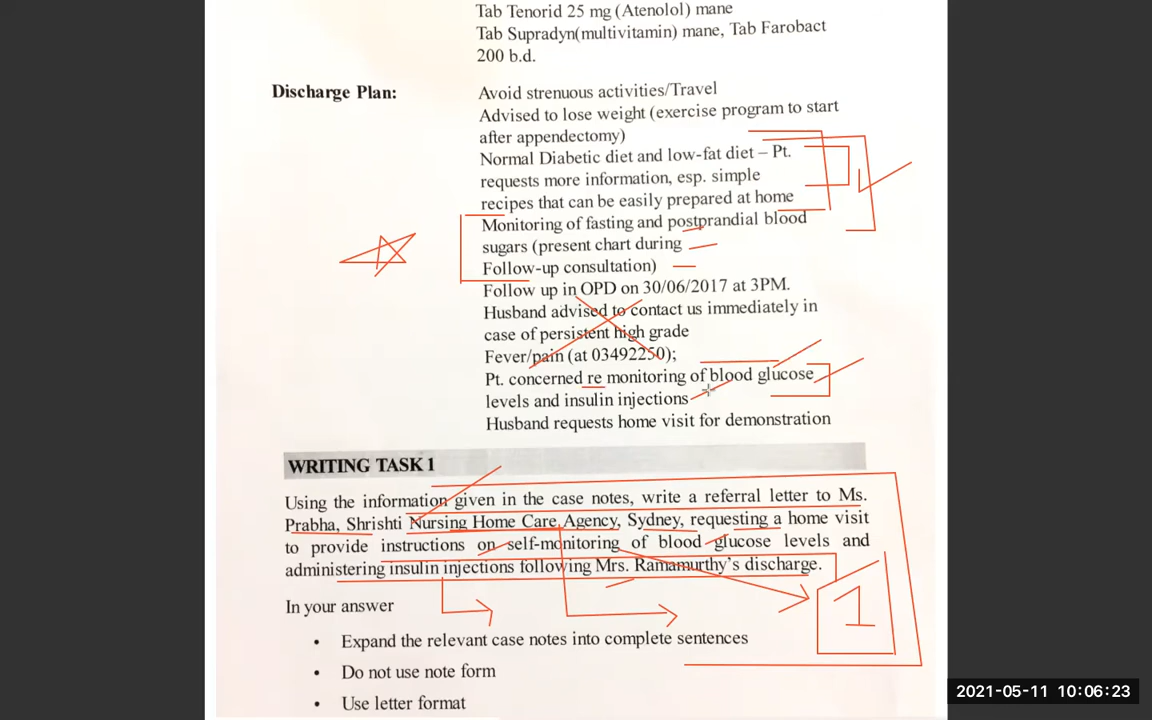 Tab Tenorid 25 mg (Atenolol) mane
Tab Supradyn(multivitamin) mane, Tab Farobact
200 b.d.
Discharge Plan: Avoid strenuous activities/Travel
Advised to lose weight (exercise program to start
after appendectomy)
Normal Diabetic diet and low-fat diet – Pt.
requests more information, esp. simple
recipes that can be easily prepared at home
Monitoring of fasting and postprandial blood
sugars (present chart during
Follow-up consultation)
Follow up in OPD on 30/06/2017 at 3PM.
Husband advised to contact us immediately in
case of persistent high grade
Fever/pain (at 03492250);
Pt. concerned re monitoring of blood glucose
levels and insulin injections
Husband requests home visit for demonstration
WRITING TASK 1
Using the information given in the case notes, write a referral letter to Ms.
Prabha, Shrishti Nursing Home Care Agency, Sydney, requesting a home visit
to provide instructions on self-monitoring of blood glucose levels and
administering insulin injections following Mrs. Ramamurthy's discharge.
In your answer
1
• Expand the relevant case notes into complete sentences
• Do not use note form
• Use letter format
2021-05-11 10:06:23